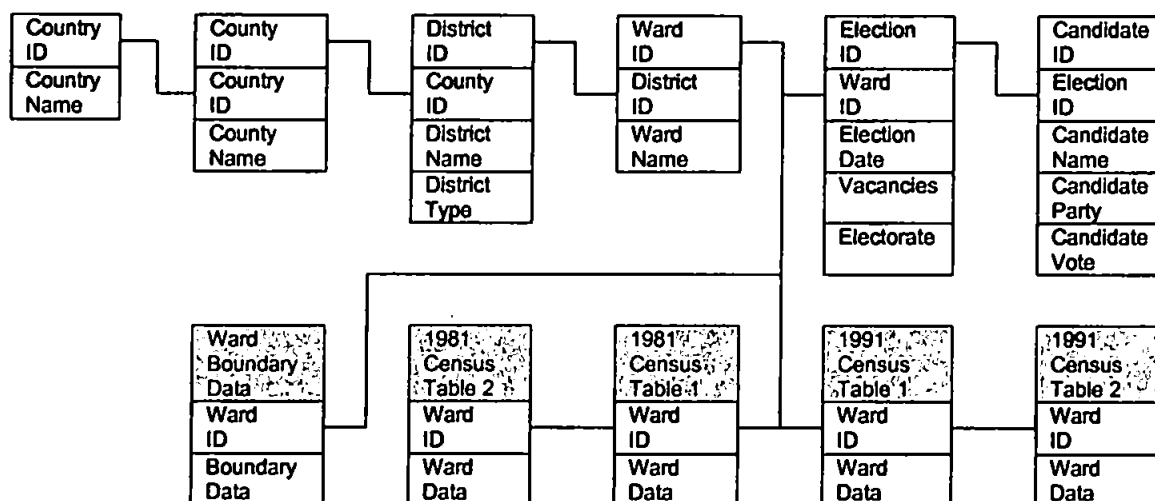 Country
ID
Country
Name
County
ID
Country
ID
County
Name
District
ID
County
ID
District
Name
District
Type
Ward
ID
District
ID
Ward
Name
Election
ID
Ward
ID
Election
Date
Vacancies
Electorate
Candidate
ID
Election
ID
Candidate
Name
Candidate
Party
Candidate
Vote
Ward
Boundary
Data
Ward
ID
Boundary
Data
1981
Census
Table 2
Ward
ID
Ward
Data
1981
Census
Table 1
Ward
ID
Ward
Data
1991
Census
Table 1
Ward
ID
Ward
Data
1991
Census
Table 2
Ward
ID
Ward
Data